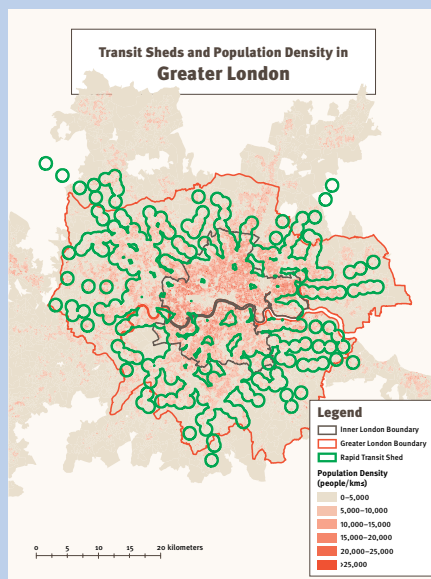 Transit Sheds and Population Density in
Greater London
Legend
Inner London Boundary
Greater London Boundary
Rapid Transit Shed
Population Density
(people/kms)
0–5,000
5,000–10,000
10,000–15,000
15,000–20,000
20,000–25,000
>25,000
0 5 10 15 20 kilometers